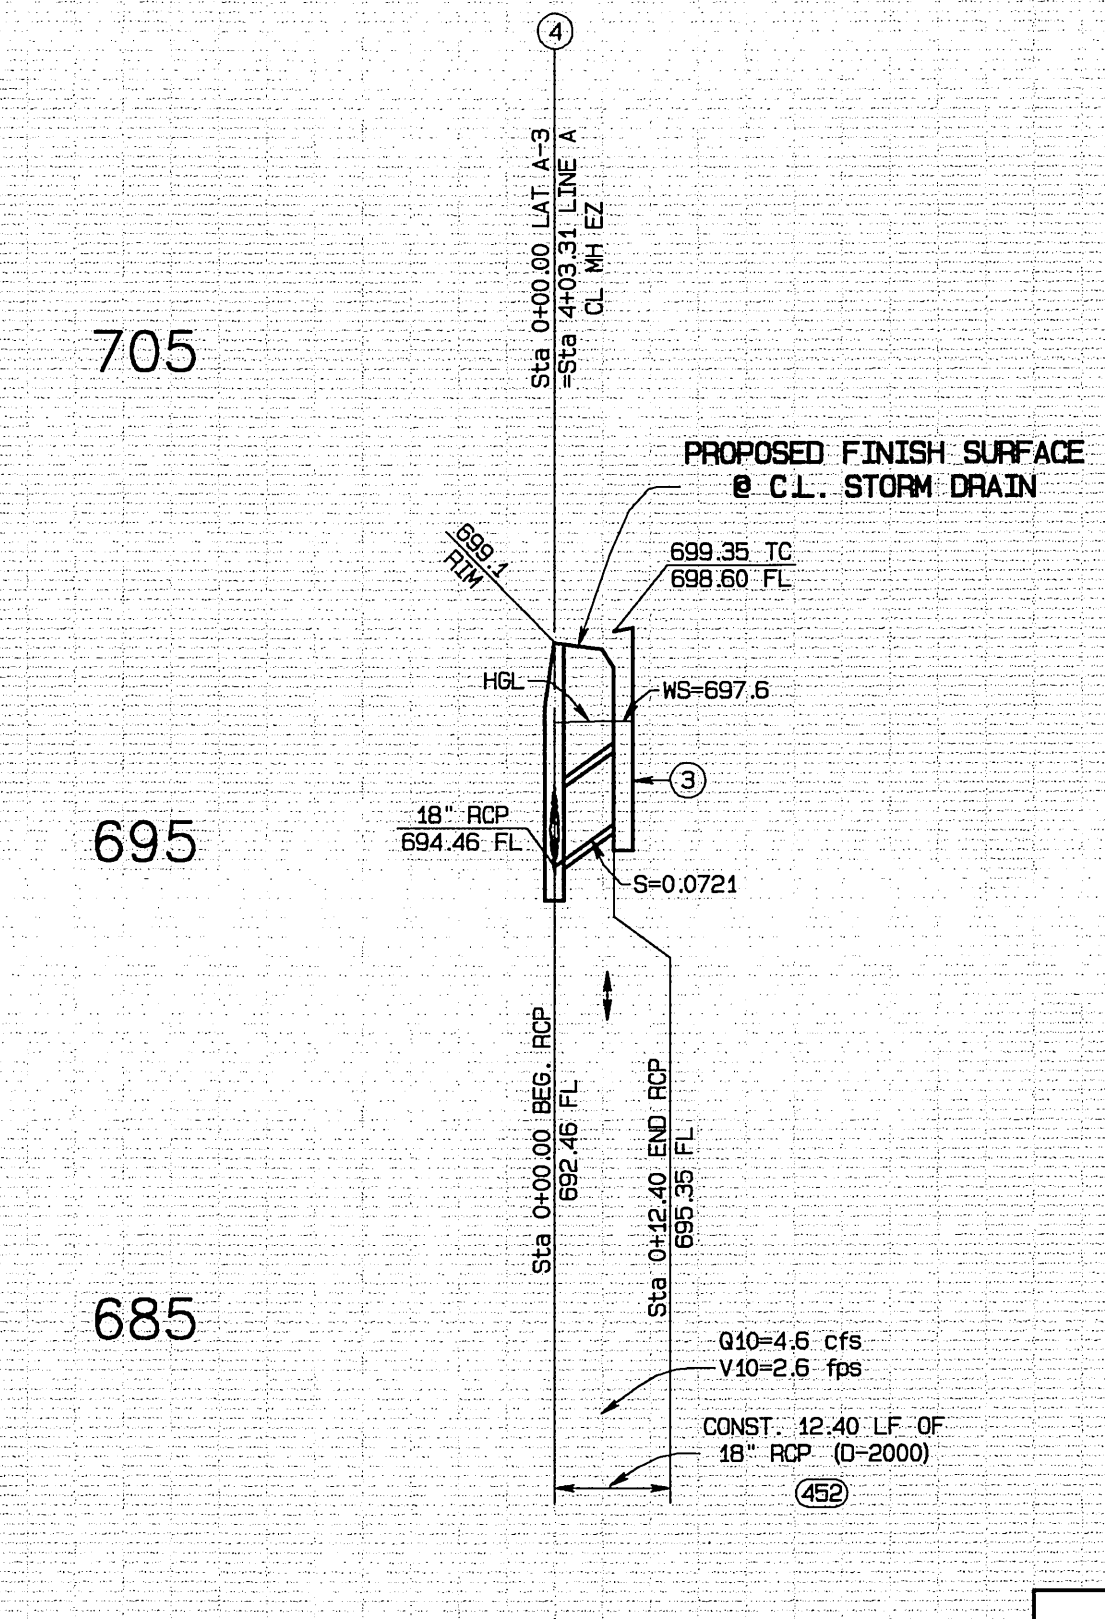 4
Sta 0+00.00 LAT A-3
=Sta 4+03.31 LINE A
CL MH EZ
705
PROPOSED FINISH SURFACE
@ C.L. STORM DRAIN
699.1
RIM
699.35 TC
698.60 FL
HGL
WS=697.6
3
18" RCP
694.46 FL
695
S=0.0721
Sta 0+00.00 BEG. RCP
692.46 FL
Sta 0+12.40 END RCP
695.35 FL
685
Q10=4.6 cfs
V10=2.6 fps
CONST. 12.40 LF OF
18" RCP (D-2000)
452